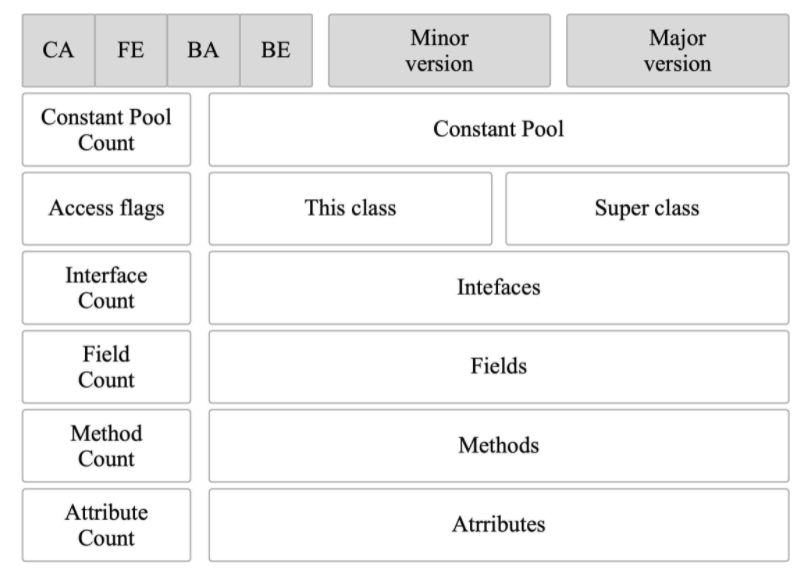 CA FE BA BE Minor Major
version version
Constant Pool
Count
Constant Pool
Access flags This class Super class
Interface
Count
Intefaces
Field
Count
Fields
Method
Count
Methods
Attribute
Count
Atrributes